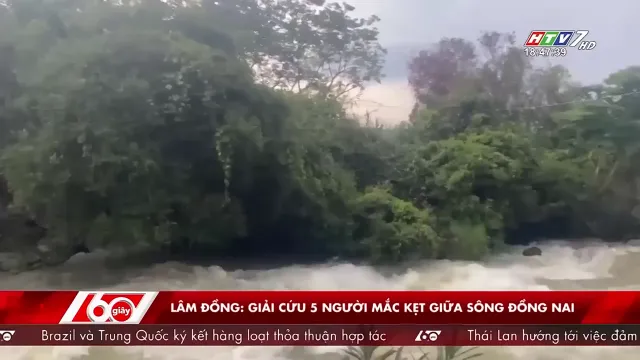 HTV7 HD
18:47:39
60 giây
LÂM ĐỒNG: GIẢI CỨU 5 NGƯỜI MẮC KẸT GIỮA SÔNG ĐỒNG NAI
Brazil và Trung Quốc ký kết hàng loạt thỏa thuận hợp tác
Thái Lan hướng tới việc đảm